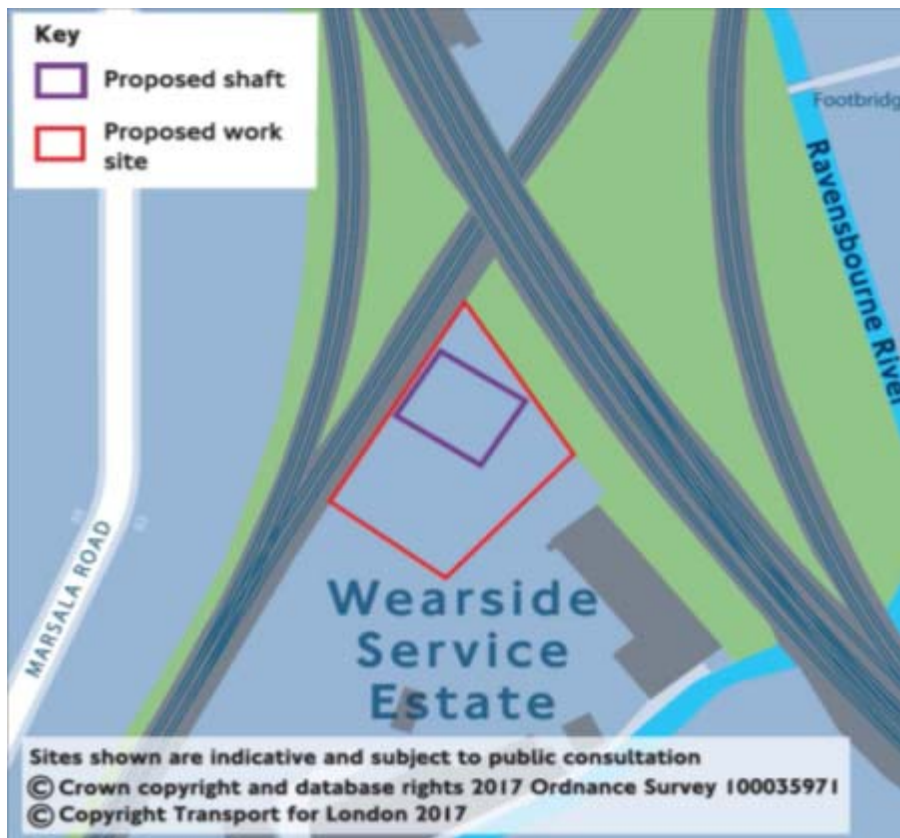 Key
Proposed shaft
Proposed work
site
Footbridg
Ravensbourne River
MARSALA ROAD
Wearside
Service
Estate
Sites shown are indicative and subject to public consultation
© Crown copyright and database rights 2017 Ordnance Survey 100035971
© Copyright Transport for London 2017